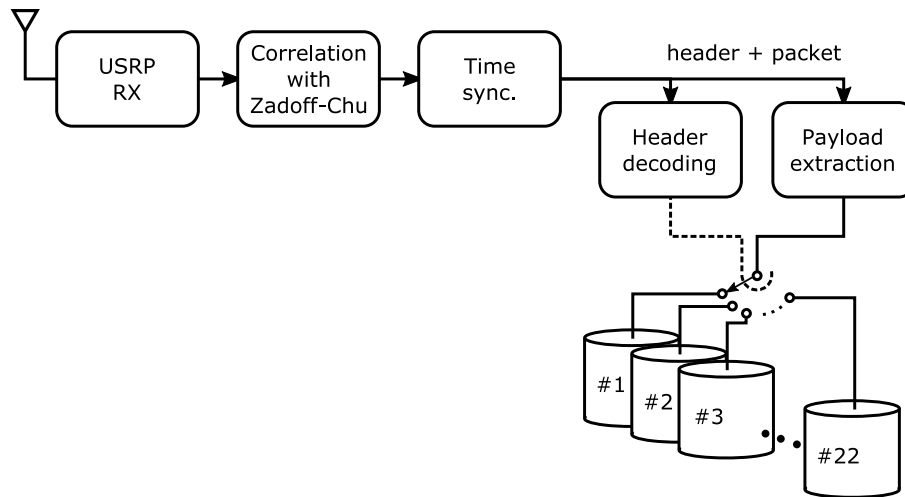 USRP
RX
Correlation
with
Zadoff-Chu
Time
sync.
header + packet
Header
decoding
Payload
extraction
#1
#2
#3
#22